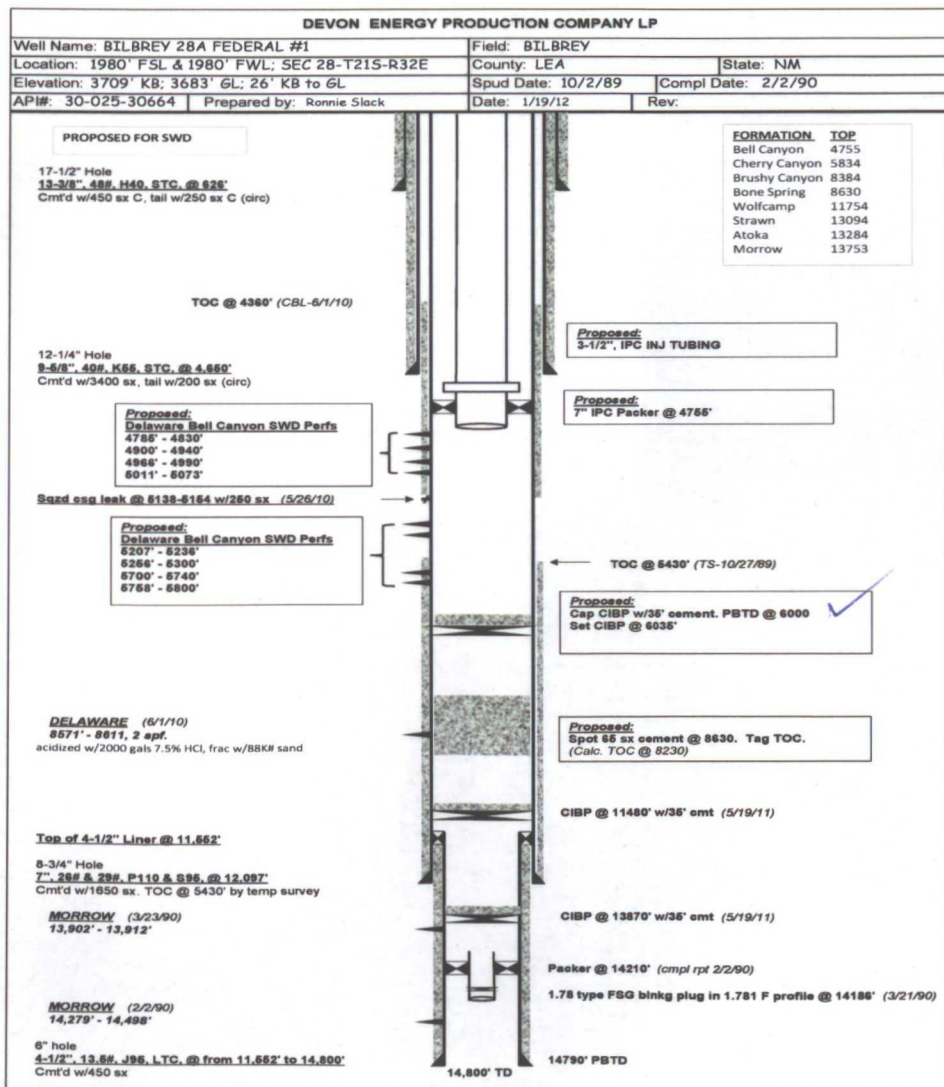 DEVON ENERGY PRODUCTION COMPANY LP
Well Name: BILBREY 28A FEDERAL #1
Field: BILBREY
Location: 1980' FSL & 1980' FWL; SEC 28-T21S-R32E
County: LEA
State: NM
Elevation: 3709' KB; 3683' GL; 26' KB to GL
Spud Date: 10/2/89
Compl Date: 2/2/90
API#: 30-025-30664
Prepared by: Ronnie Slack
Date: 1/19/12
Rev:
PROPOSED FOR SWD
FORMATION TOP
Bell Canyon 4755
Cherry Canyon 5834
Brushy Canyon 8384
Bone Spring 8630
Wolfcamp 11754
Strawn 13094
Atoka 13284
Morrow 13753
17-1/2" Hole
13-3/8", 48#, H40, STC, @ 626'
Cmt'd w/450 sx C, tail w/250 sx C (circ)
TOC @ 4360' (CBL-6/1/10)
Proposed:
3-1/2", IPC INJ TUBING
12-1/4" Hole
9-5/8", 40#, K55, STC, @ 4,650'
Cmt'd w/3400 sx, tail w/200 sx (circ)
Proposed:
7" IPC Packer @ 4755'
Proposed:
Delaware Bell Canyon SWD Perfs
4785' - 4830'
4900' - 4940'
4966' - 4990'
5011' - 5073'
Sqzd csg leak @ 5138-5154 w/250 sx (5/26/10)
Proposed:
Delaware Bell Canyon SWD Perfs
5207' - 5236'
5256' - 5300'
5700' - 5740'
5758' - 5800'
TOC @ 5430' (TS-10/27/89)
Proposed:
Cap CIBP w/35' cement. PBTD @ 6000
Set CIBP @ 6035'
DELAWARE (6/1/10)
8571' - 8611, 2 spf.
acidized w/2000 gals 7.5% HCl, frac w/88K# sand
Proposed:
Spot 65 sx cement @ 8630. Tag TOC.
(Calc. TOC @ 8230)
CIBP @ 11480' w/35' cmt (5/19/11)
Top of 4-1/2" Liner @ 11,552'
8-3/4" Hole
7", 26# & 29#, P110 & S95, @ 12,097'
Cmt'd w/1650 sx. TOC @ 5430' by temp survey
MORROW (3/23/90)
13,902' - 13,912'
CIBP @ 13870' w/35' cmt (5/19/11)
Packer @ 14210' (cmpl rpt 2/2/90)
1.78 type FSG blnkg plug in 1.781 F profile @ 14186' (3/21/90)
MORROW (2/2/90)
14,279' - 14,498'
6" hole
4-1/2", 13.5#, J95, LTC, @ from 11,552' to 14,800'
Cmt'd w/450 sx
14790' PBTD
14,800' TD